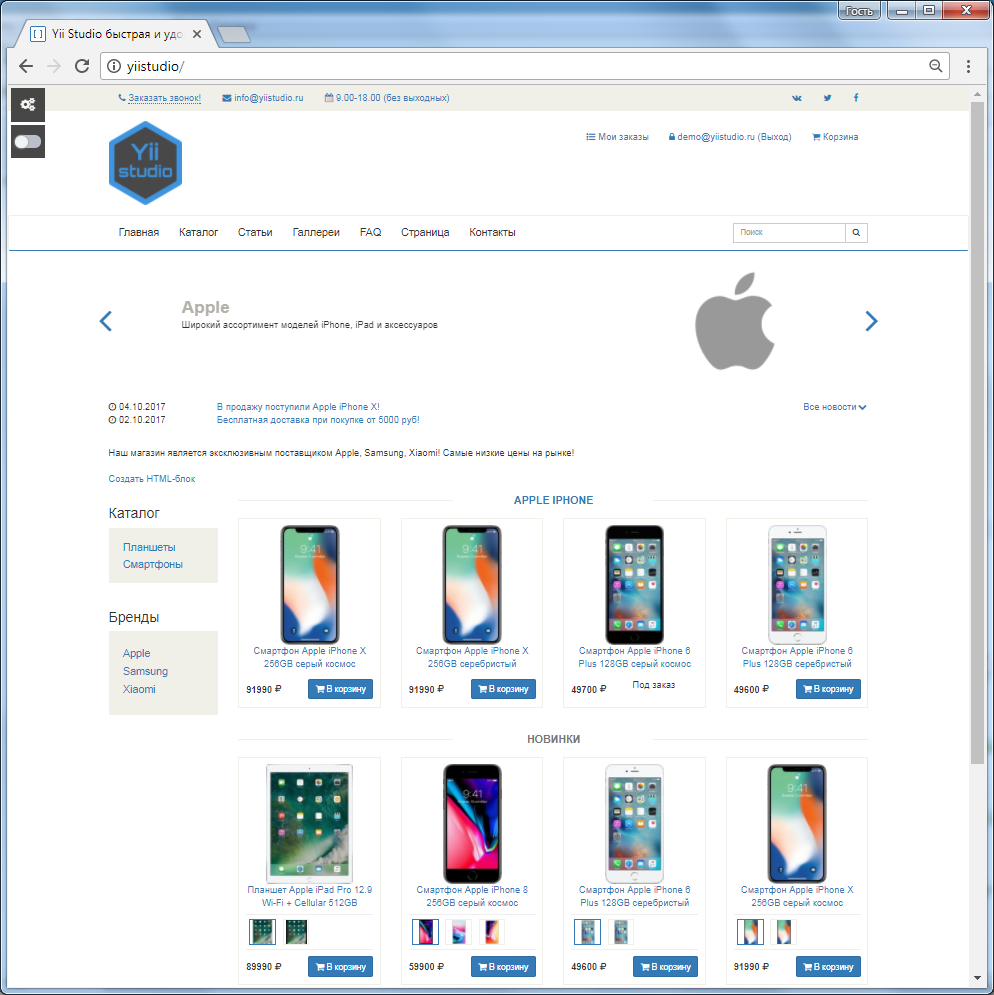 Гость
Yii Studio быстрая и удо
yiistudio/
Заказать звонок! info@yiistudio.ru 9.00-18.00 (без выходных)
Yii studio
Мои заказы demo@yiistudio.ru (Выход) Корзина
Главная Каталог Статьи Галлереи FAQ Страница Контакты Поиск
Apple
Широкий ассортимент моделей iPhone, iPad и аксессуаров
04.10.2017 В продажу поступили Apple iPhone X! Все новости
02.10.2017 Бесплатная доставка при покупке от 5000 руб!
Наш магазин является эксклюзивным поставщиком Apple, Samsung, Xiaomi! Самые низкие цены на рынке!
Создать HTML-блок
Каталог
Планшеты
Смартфоны
Бренды
Apple
Samsung
Xiaomi
APPLE IPHONE
9:41
Смартфон Apple iPhone X
256GB серый космос
91990 ₽ В корзину
9:41
Смартфон Apple iPhone X
256GB серебристый
91990 ₽ В корзину
Смартфон Apple iPhone 6
Plus 128GB серый космос
49700 ₽ Под заказ
Смартфон Apple iPhone 6
Plus 128GB серебристый
49600 ₽ В корзину
НОВИНКИ
Планшет Apple iPad Pro 12.9
Wi-Fi + Cellular 512GB
89990 ₽ В корзину
9:41
Смартфон Apple iPhone 8
256GB серый космос
59900 ₽ В корзину
Смартфон Apple iPhone 6
Plus 128GB серебристый
49600 ₽ В корзину
9:41
Смартфон Apple iPhone X
256GB серый космос
91990 ₽ В корзину